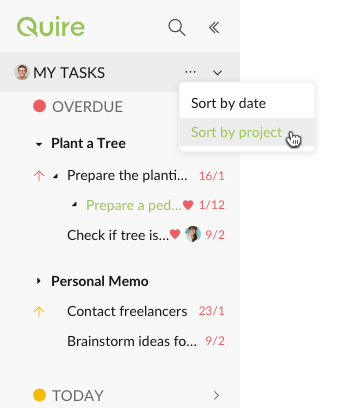 Quire
MY TASKS ...
Sort by date
OVERDUE
Sort by project
Plant a Tree
Prepare the planti... 16/1
Prepare a ped... 1/12
Check if tree is... 9/2
Personal Memo
Contact freelancers 23/1
Brainstorm ideas fo... 9/2
TODAY